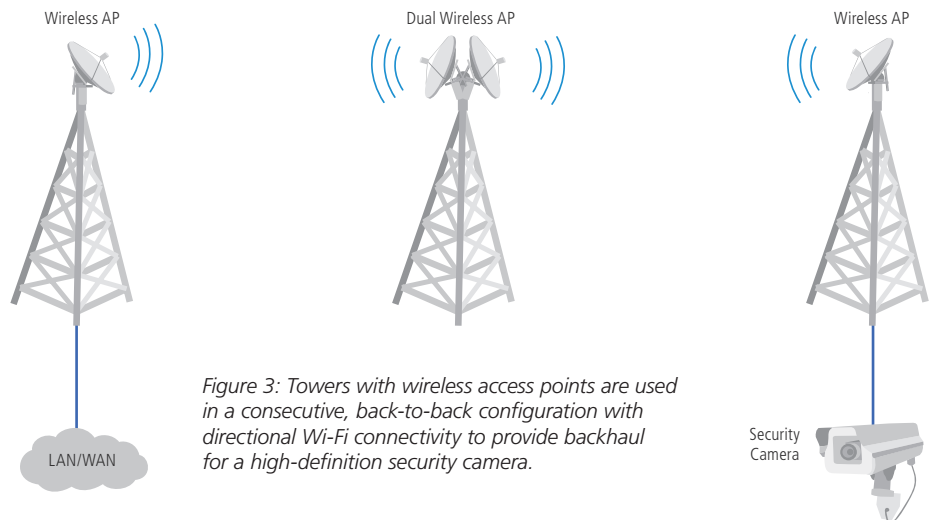 Wireless AP
Dual Wireless AP
Wireless AP
Figure 3: Towers with wireless access points are used
in a consecutive, back-to-back configuration with
directional Wi-Fi connectivity to provide backhaul
for a high-definition security camera.
LAN/WAN
Security
Camera